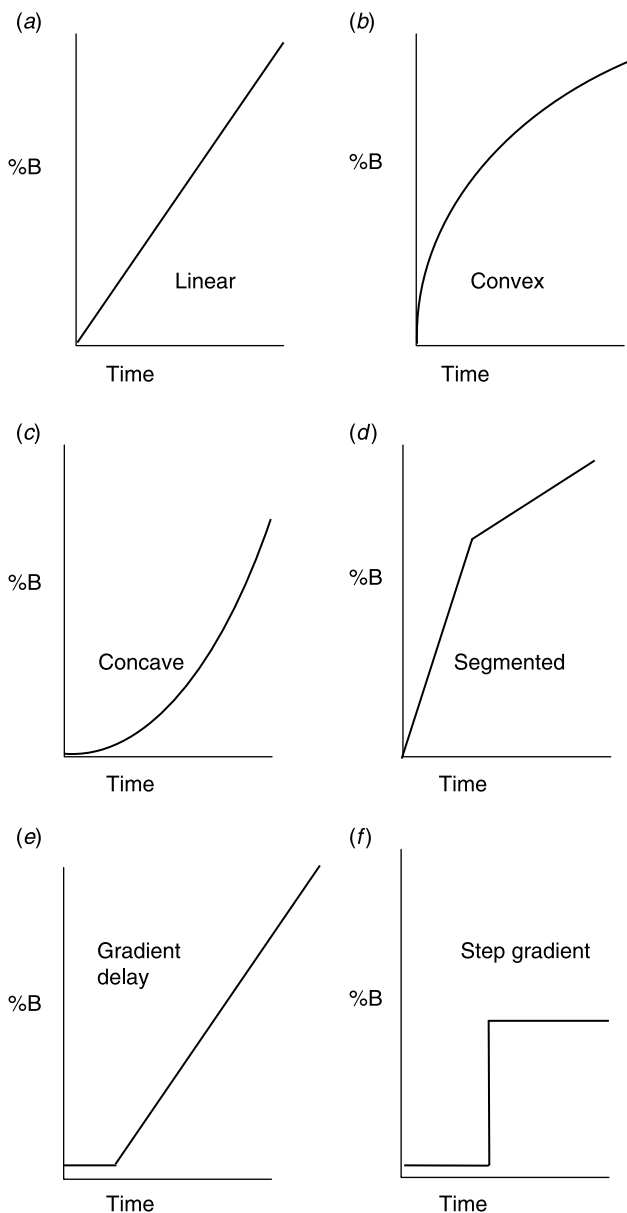 (a)
%B
Linear
Time
(b)
%B
Convex
Time
(c)
%B
Concave
Time
(d)
%B
Segmented
Time
(e)
Gradient
delay
%B
Time
(f)
Step gradient
%B
Time